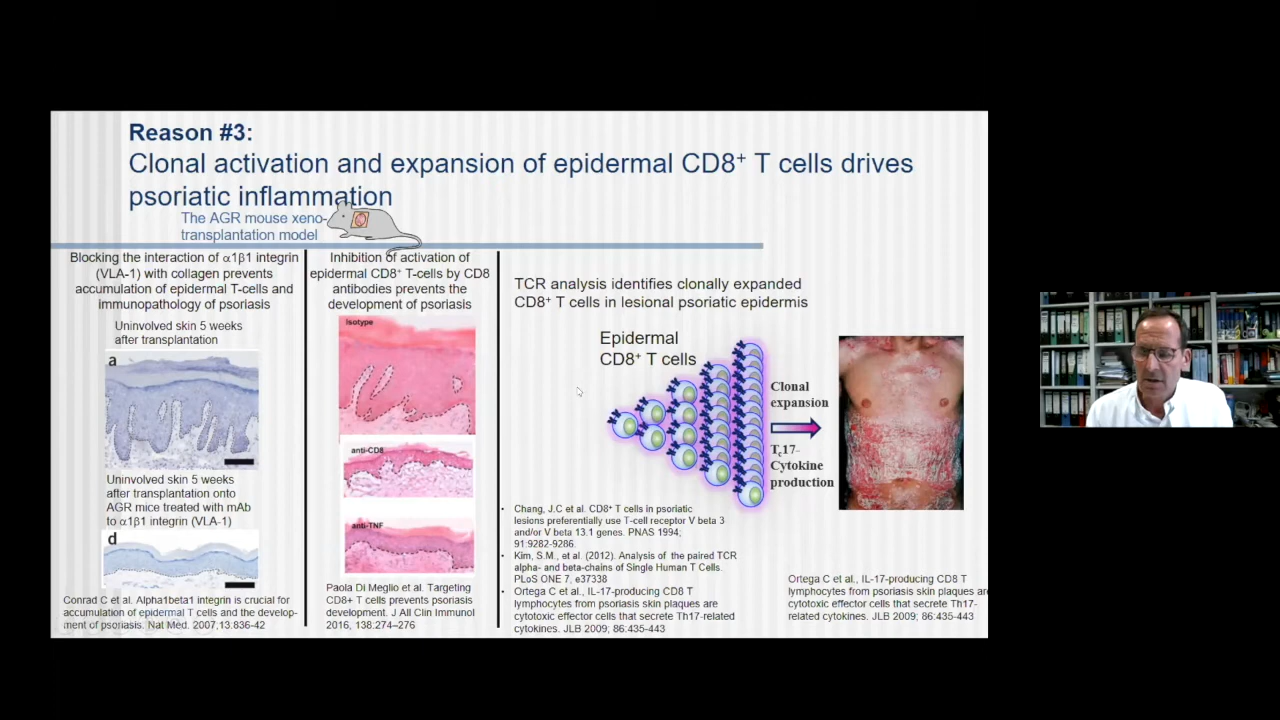 Reason #3:
Clonal activation and expansion of epidermal CD8+ T cells drives
psoriatic inflammation
The AGR mouse xeno-
transplantation model
Blocking the interaction of α1β1 integrin
(VLA-1) with collagen prevents
accumulation of epidermal T-cells and
immunopathology of psoriasis
Uninvolved skin 5 weeks
after transplantation
a
Uninvolved skin 5 weeks
after transplantation onto
AGR mice treated with mAb
to α1β1 integrin (VLA-1)
d
Conrad C et al. Alpha1beta1 integrin is crucial for
accumulation of epidermal T cells and the develop-
ment of psoriasis. Nat Med. 2007,13:836-42
Inhibition of activation of
epidermal CD8+ T-cells by CD8
antibodies prevents the
development of psoriasis
Isotype
anti-CD8
anti-TNF
Paola Di Meglio et al. Targeting
CD8+ T cells prevents psoriasis
development. J All Clin Immunol
2016, 138:274–276
TCR analysis identifies clonally expanded
CD8+ T cells in lesional psoriatic epidermis
Epidermal
CD8+ T cells
Clonal
expansion
Tc17-
Cytokine
production
• Chang, J.C et al. CD8+ T cells in psoriatic
lesions preferentially use T-cell receptor V beta 3
and/or V beta 13.1 genes. PNAS 1994;
91:9282-9286.
• Kim, S.M., et al. (2012). Analysis of the paired TCR
alpha- and beta-chains of Single Human T Cells.
PLoS ONE 7, e37338
• Ortega C et al., IL-17-producing CD8 T
lymphocytes from psoriasis skin plaques are
cytotoxic effector cells that secrete Th17-related
cytokines. JLB 2009; 86:435-443
Ortega C et al., IL-17-producing CD8 T
lymphocytes from psoriasis skin plaques are
cytotoxic effector cells that secrete Th17-
related cytokines. JLB 2009; 86:435-443